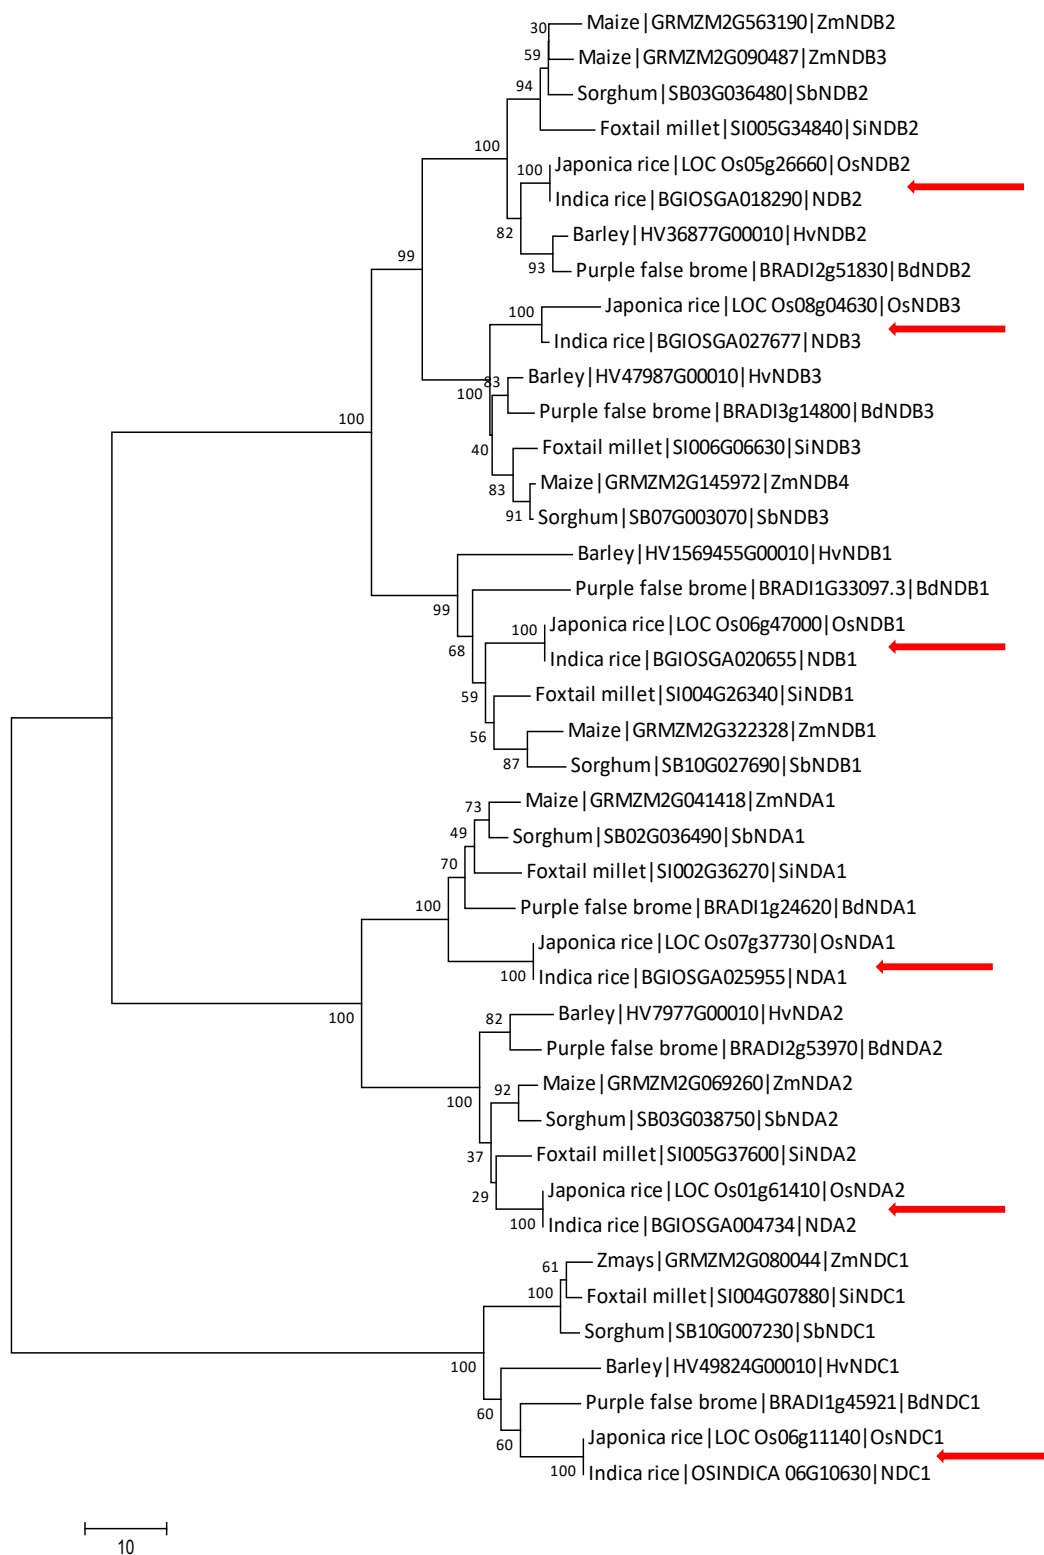 Maize|GRMZM2G563190|ZmNDB2
30
59
Maize|GRMZM2G090487|ZmNDB3
94
Sorghum|SB03G036480|SbNDB2
Foxtail millet|SI005G34840|SiNDB2
100
Japonica rice|LOC Os05g26660|OsNDB2
100
Indica rice|BGIOSGA018290|NDB2
82
Barley|HV36877G00010|HvNDB2
93
Purple false brome|BRADI2g51830|BdNDB2
99
Japonica rice|LOC Os08g04630|OsNDB3
100
Indica rice|BGIOSGA027677|NDB3
83
Barley|HV47987G00010|HvNDB3
100
Purple false brome|BRADI3g14800|BdNDB3
100
40
Foxtail millet|SI006G06630|SiNDB3
83
Maize|GRMZM2G145972|ZmNDB4
91
Sorghum|SB07G003070|SbNDB3
Barley|HV1569455G00010|HvNDB1
99
Purple false brome|BRADI1G33097.3|BdNDB1
100
Japonica rice|LOC Os06g47000|OsNDB1
68
Indica rice|BGIOSGA020655|NDB1
59
Foxtail millet|SI004G26340|SiNDB1
56
Maize|GRMZM2G322328|ZmNDB1
87
Sorghum|SB10G027690|SbNDB1
Maize|GRMZM2G041418|ZmNDA1
73
49
Sorghum|SB02G036490|SbNDA1
70
Foxtail millet|SI002G36270|SiNDA1
100
Purple false brome|BRADI1g24620|BdNDA1
Japonica rice|LOC Os07g37730|OsNDA1
100
Indica rice|BGIOSGA025955|NDA1
100
82
Barley|HV7977G00010|HvNDA2
Purple false brome|BRADI2g53970|BdNDA2
92
Maize|GRMZM2G069260|ZmNDA2
100
Sorghum|SB03G038750|SbNDA2
37
Foxtail millet|SI005G37600|SiNDA2
29
Japonica rice|LOC Os01g61410|OsNDA2
100
Indica rice|BGIOSGA004734|NDA2
61
Zmays|GRMZM2G080044|ZmNDC1
100
Foxtail millet|SI004G07880|SiNDC1
Sorghum|SB10G007230|SbNDC1
100
Barley|HV49824G00010|HvNDC1
60
Purple false brome|BRADI1g45921|BdNDC1
60
Japonica rice|LOC Os06g11140|OsNDC1
100
Indica rice|OSINDICA 06G10630|NDC1
10